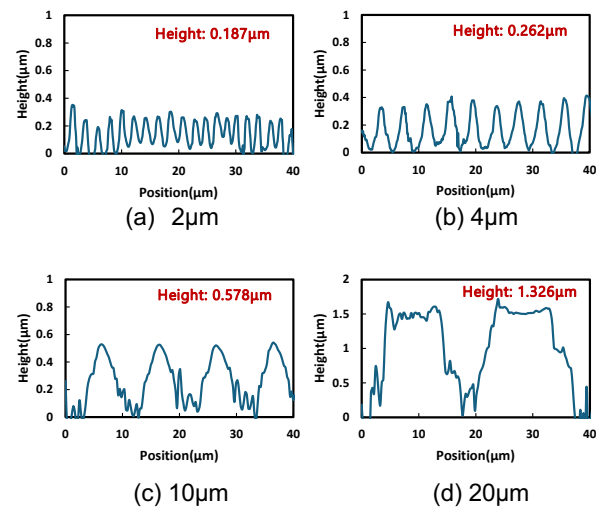 Height: 0.187μm
Height(μm)
1
0.8
0.6
0.4
0.2
0
0 10 20 30 40
Position(μm)
(a) 2μm
Height: 0.262μm
Height(μm)
1
0.8
0.6
0.4
0.2
0
0 10 20 30 40
Position(μm)
(b) 4μm
Height: 0.578μm
Height(μm)
1
0.8
0.6
0.4
0.2
0
0 10 20 30 40
Position(μm)
(c) 10μm
Height: 1.326μm
Height(μm)
2
1.5
1
0.5
0
0 10 20 30 40
Position(μm)
(d) 20μm